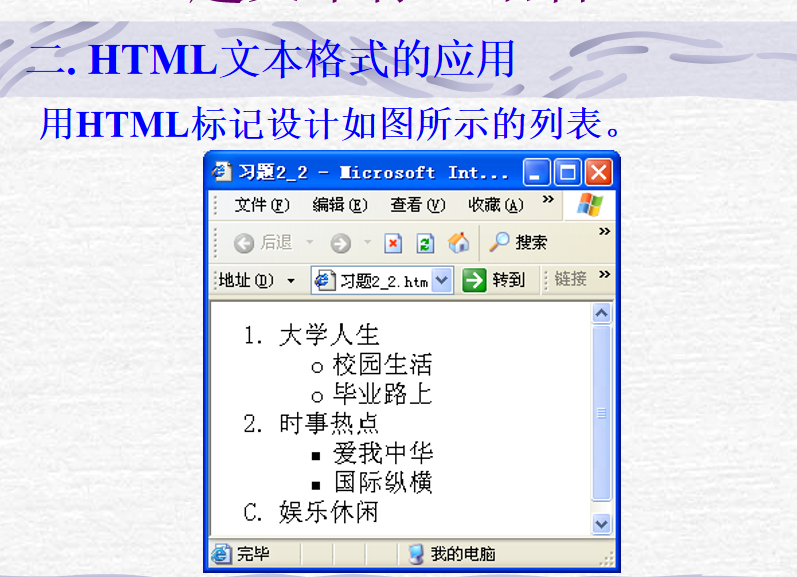 二. HTML文本格式的应用
用HTML标记设计如图所示的列表。
习题2_2 - Microsoft Int...
文件(F) 编辑(E) 查看(V) 收藏(A) »
后退 搜索 »
地址(D) 习题2_2.htm 转到 链接 »
1. 大学人生
校园生活
毕业路上
2. 时事热点
爱我中华
国际纵横
C. 娱乐休闲
完毕 我的电脑